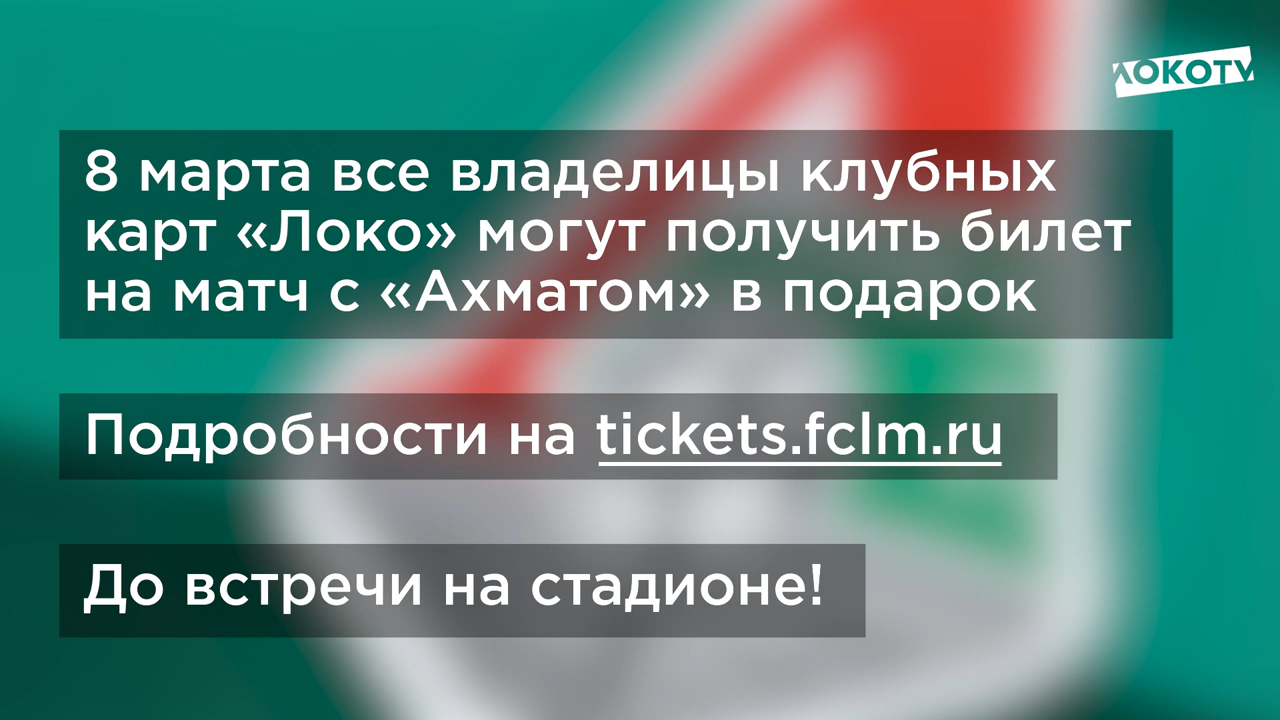 ЛОКОTV
8 марта все владелицы клубных
карт «Локо» могут получить билет
на матч с «Ахматом» в подарок
Подробности на tickets.fclm.ru
До встречи на стадионе!